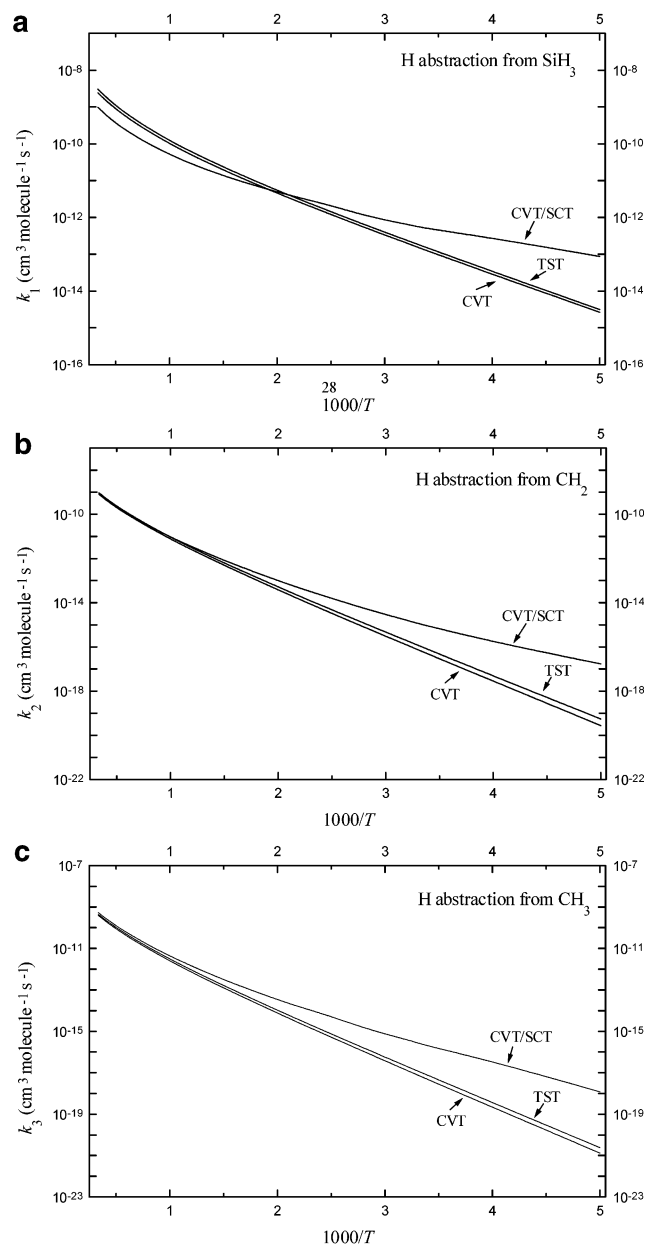 a
1 2 3 4 5
H abstraction from SiH3
10-8 10-8
10-10 10-10
10-12 10-12
10-14 10-14
10-16 10-16
k1 (cm3 molecule-1 s-1)
CVT/SCT
TST
CVT
1 2 3 4 5
28
1000/T
b
1 2 3 4 5
H abstraction from CH2
10-10 10-10
10-14 10-14
10-18 10-18
10-22 10-22
k2 (cm3 molecule-1 s-1)
CVT/SCT
TST
CVT
1 2 3 4 5
1000/T
c
1 2 3 4 5
10-7 10-7
H abstraction from CH3
10-11 10-11
10-15 10-15
10-19 10-19
10-23 10-23
k3 (cm3 molecule-1 s-1)
CVT/SCT
TST
CVT
1 2 3 4 5
1000/T